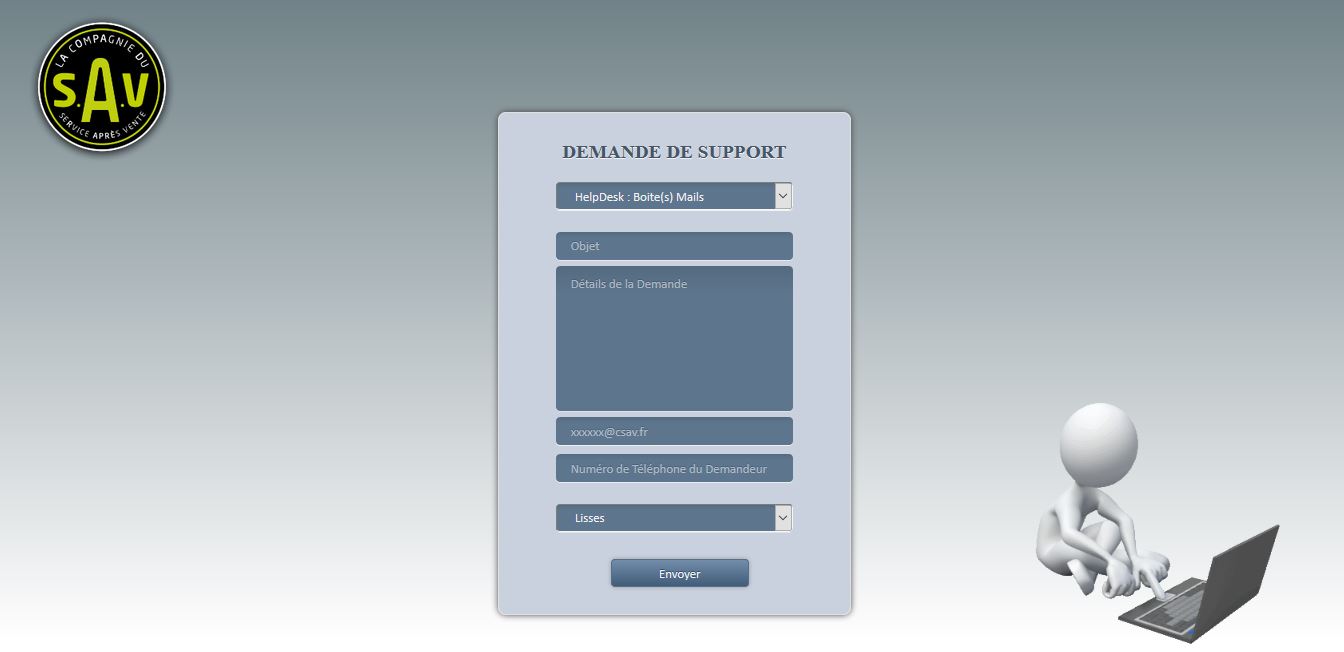 LA COMPAGNIE DU
S.A.V
SERVICE APRÈS VENTE
DEMANDE DE SUPPORT
HelpDesk : Boite(s) Mails
Objet
Détails de la Demande
xxxxxx@csav.fr
Numéro de Téléphone du Demandeur
Lisses
Envoyer